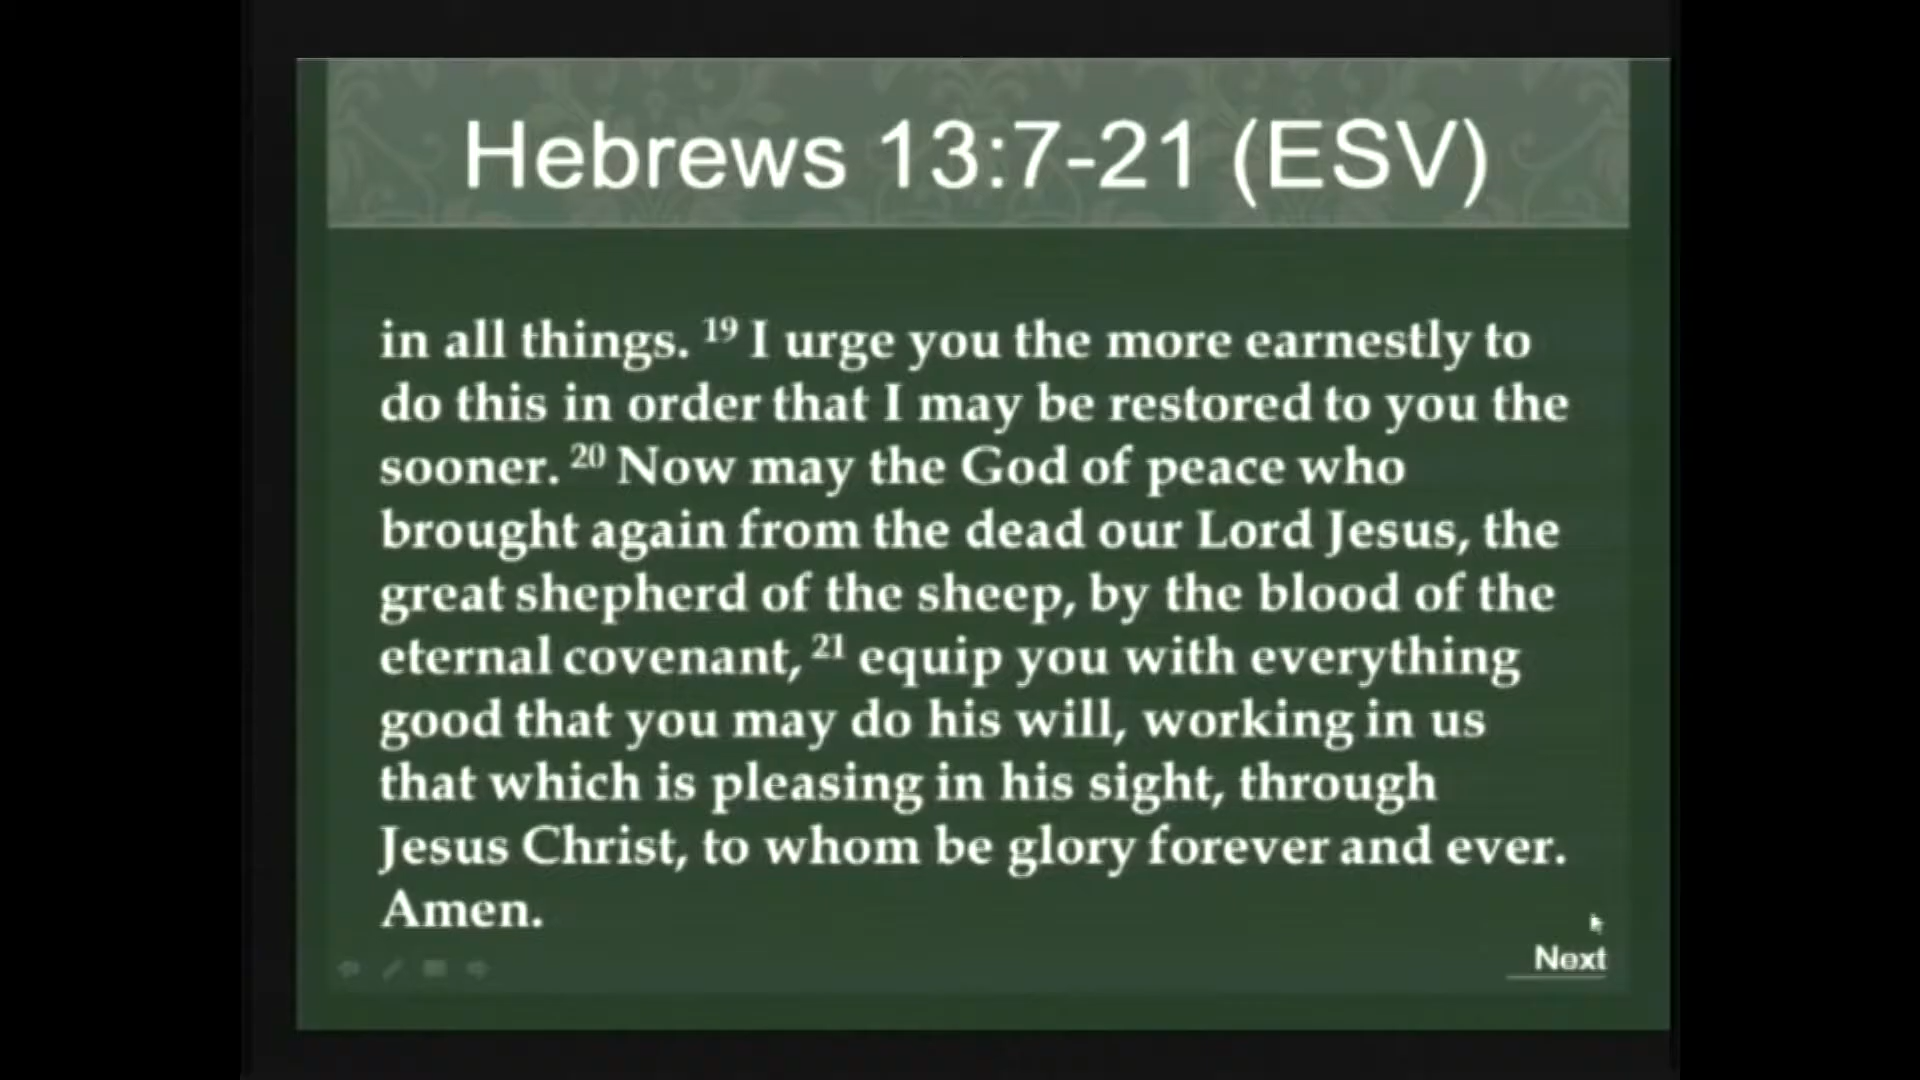 Hebrews 13:7-21 (ESV)
in all things. 19 I urge you the more earnestly to
do this in order that I may be restored to you the
sooner. 20 Now may the God of peace who
brought again from the dead our Lord Jesus, the
great shepherd of the sheep, by the blood of the
eternal covenant, 21 equip you with everything
good that you may do his will, working in us
that which is pleasing in his sight, through
Jesus Christ, to whom be glory forever and ever.
Amen.
Next